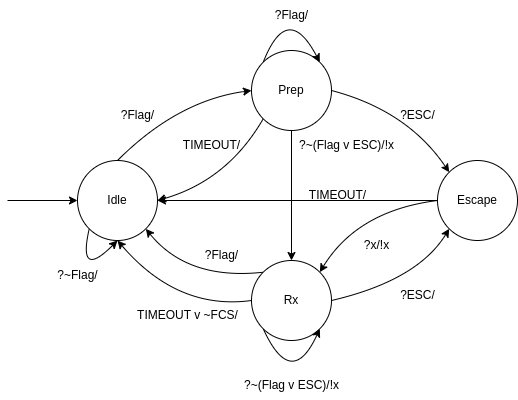 ?Flag/
Prep
?Flag/
?ESC/
TIMEOUT/
?~(Flag v ESC)/!x
Idle
TIMEOUT/
Escape
?~Flag/
?Flag/
?x/!x
TIMEOUT v ~FCS/
Rx
?ESC/
?~(Flag v ESC)/!x